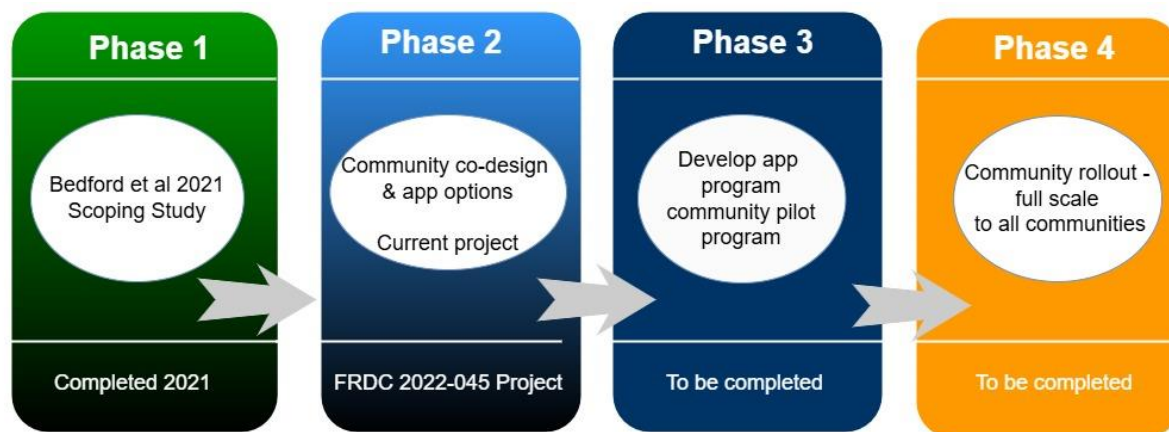 Phase 1
Bedford et al 2021
Scoping Study
Completed 2021
Phase 2
Community co-design
& app options
Current project
FRDC 2022-045 Project
Phase 3
Develop app
program
community pilot
program
To be completed
Phase 4
Community rollout -
full scale
to all communities
To be completed